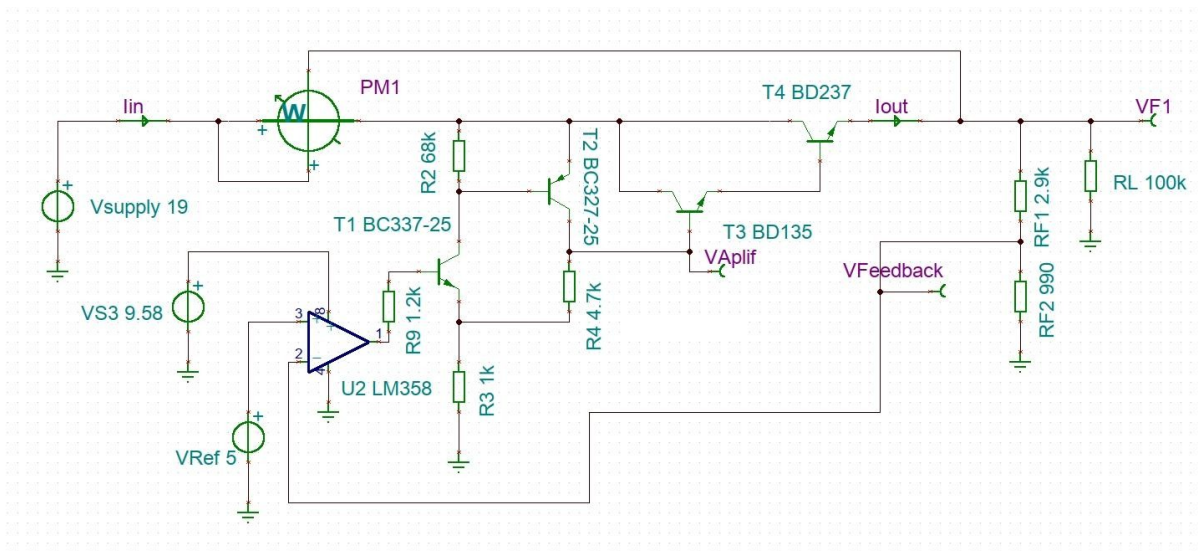 Iin
PM1
W
+
+
T4 BD237
Iout
VF1
+
Vsupply 19
R2 68k
T2 BC327-25
T1 BC337-25
T3 BD135
VAplif
RF1 2.9k
RL 100k
VFeedback
+
VS3 9.58
R9 1.2k
R4 4.7k
RF2 990
3
8
+
+
1
2
−
4
U2 LM358
R3 1k
+
VRef 5